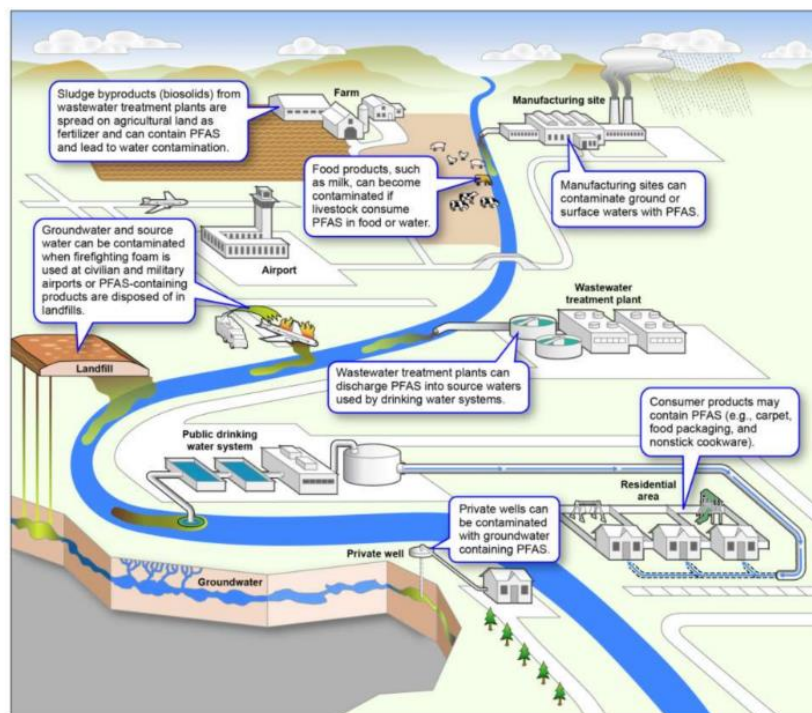 Sludge byproducts (biosolids) from
wastewater treatment plants are
spread on agricultural land as
fertilizer and can contain PFAS
and lead to water contamination.
Farm
Manufacturing site
Food products, such
as milk, can become
contaminated if
livestock consume
PFAS in food or water.
Manufacturing sites can
contaminate ground or
surface waters with PFAS.
Groundwater and source
water can be contaminated
when firefighting foam is
used at civilian and military
airports or PFAS-containing
products are disposed of in
landfills.
Airport
Wastewater
treatment plant
Landfill
Wastewater treatment plants can
discharge PFAS into source waters
used by drinking water systems.
Consumer products may
contain PFAS (e.g., carpet,
food packaging, and
nonstick cookware).
Public drinking
water system
Residential
area
Private wells can
be contaminated
with groundwater
containing PFAS.
Private well
Groundwater